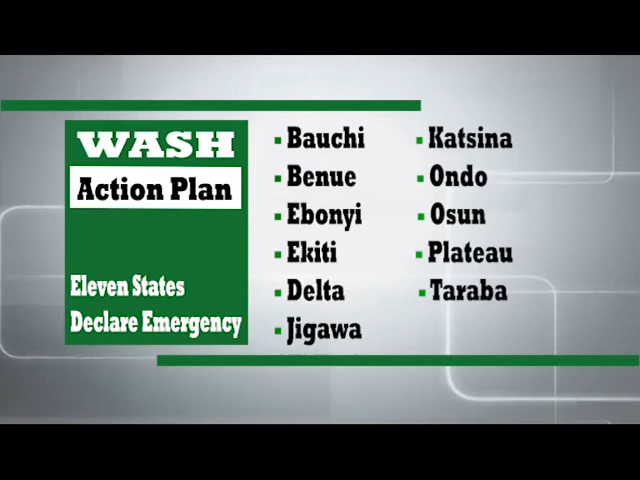 WASH
Action Plan
Eleven States
Declare Emergency
Bauchi
Benue
Ebonyi
Ekiti
Delta
Jigawa
Katsina
Ondo
Osun
Plateau
Taraba